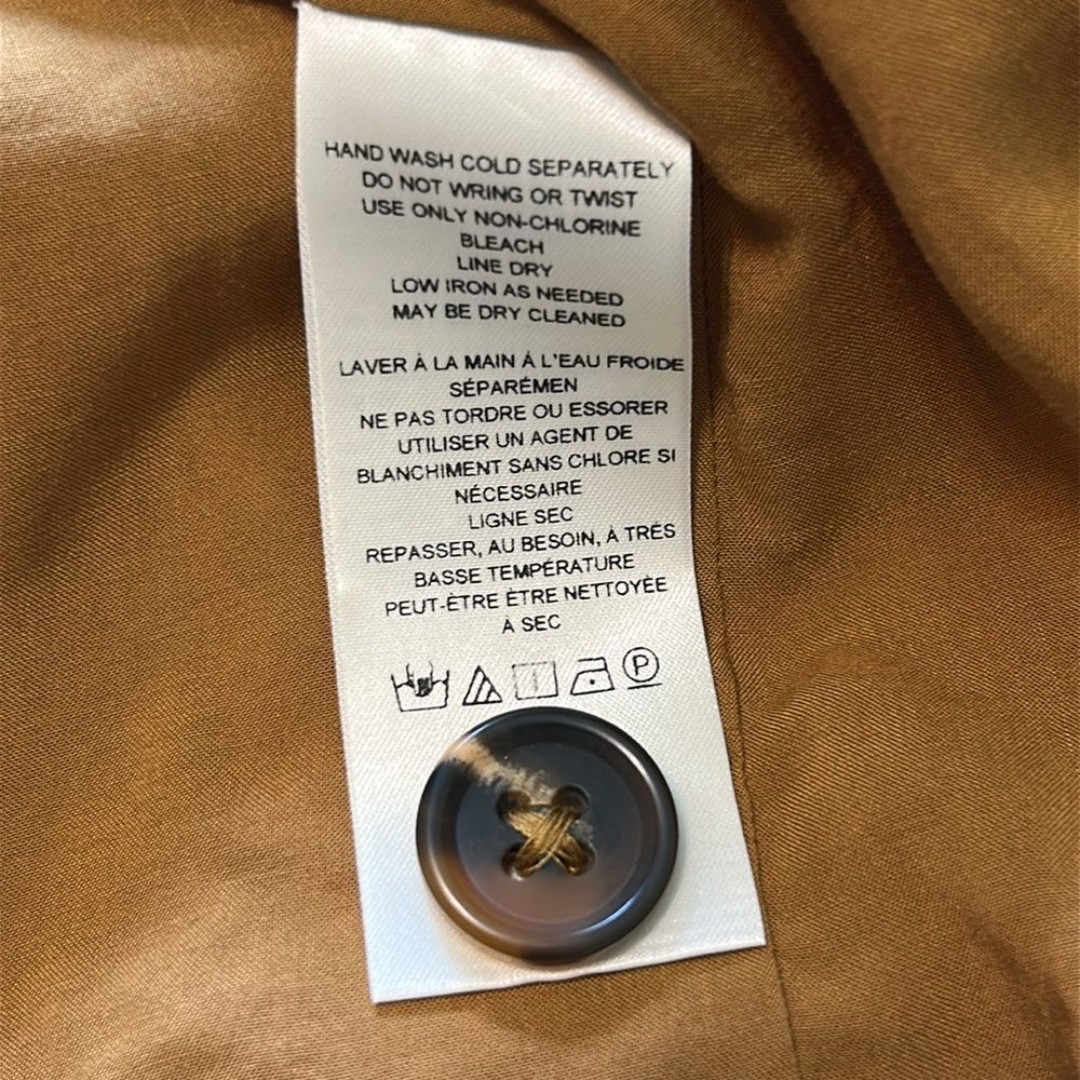 HAND WASH COLD SEPARATELY
DO NOT WRING OR TWIST
USE ONLY NON-CHLORINE
BLEACH
LINE DRY
LOW IRON AS NEEDED
MAY BE DRY CLEANED
LAVER À LA MAIN À L'EAU FROIDE
SÉPARÉMEN
NE PAS TORDRE OU ESSORER
UTILISER UN AGENT DE
BLANCHIMENT SANS CHLORE SI
NÉCESSAIRE
LIGNE SEC
REPASSER, AU BESOIN, À TRÈS
BASSE TEMPÉRATURE
PEUT-ÊTRE ÊTRE NETTOYÉE
À SEC
P